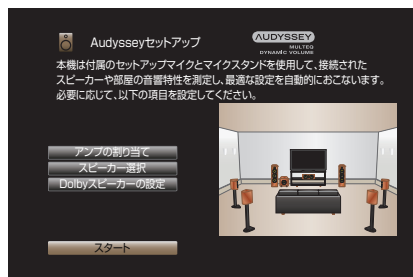 Audysseyセットアップ
AUDYSSEY
MULTEQ
DYNAMIC VOLUME
本機は付属のセットアップマイクとマイクスタンドを使用して、接続された
スピーカーや部屋の音響特性を測定し、最適な設定を自動的におこないます。
必要に応じて、以下の項目を設定してください。
アンプの割り当て
スピーカー選択
Dolbyスピーカーの設定
スタート